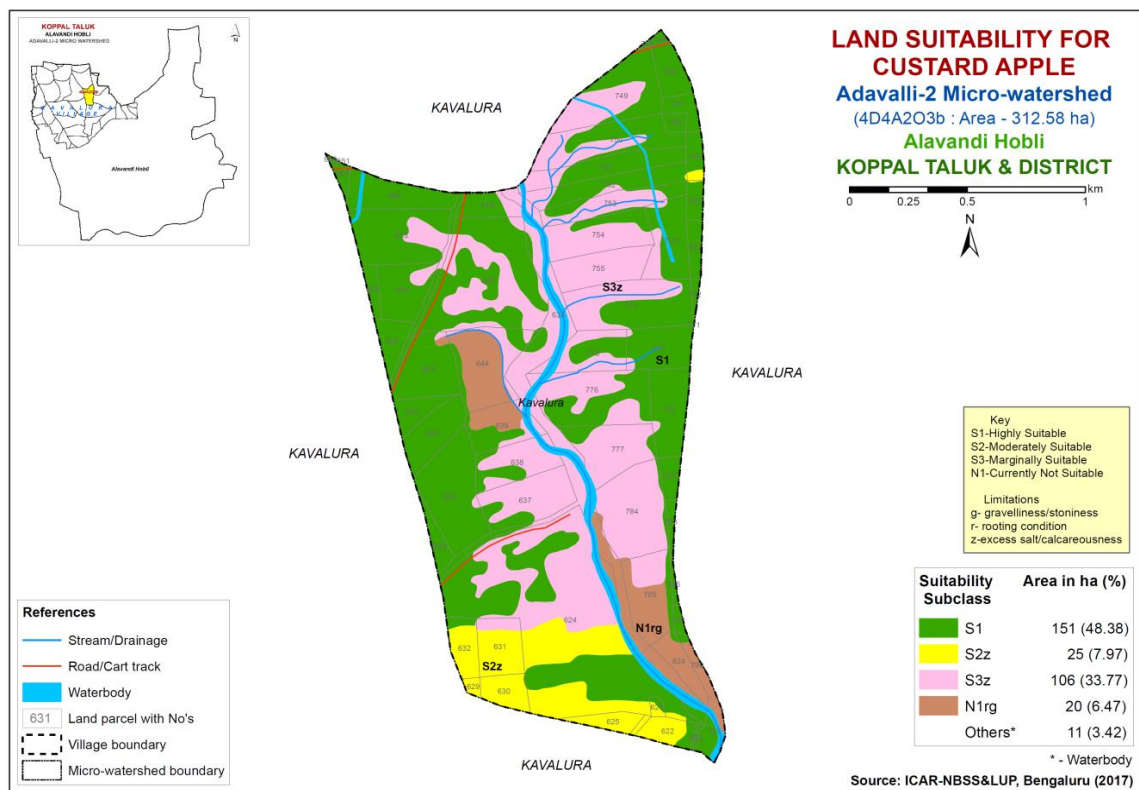 KOPPAL TALUK
ALAVANDI HOBLI
ADAVALLI-2 MICRO WATERSHED
N
KAVALURA
VILLAGE
Alavandi Hobli
LAND SUITABILITY FOR
CUSTARD APPLE
Adavalli-2 Micro-watershed
(4D4A2O3b : Area - 312.58 ha)
Alavandi Hobli
KOPPAL TALUK & DISTRICT
km
0 0.25 0.5 1
N
KAVALURA
749
753
754
755
S3z
S1
KAVALURA
644
776
Kavalura
639
KAVALURA
777
638
637
784
785
624
N1rg
632
631
S2z
624
629
630
625
622
KAVALURA
Key
S1-Highly Suitable
S2-Moderately Suitable
S3-Marginally Suitable
N1-Currently Not Suitable
Limitations
g- gravelliness/stoniness
r- rooting condition
z-excess salt/calcareousness
Suitability Subclass Area in ha (%)
S1 151 (48.38)
S2z 25 (7.97)
S3z 106 (33.77)
N1rg 20 (6.47)
Others* 11 (3.42)
* - Waterbody
Source: ICAR-NBSS&LUP, Bengaluru (2017)
References
Stream/Drainage
Road/Cart track
Waterbody
631 Land parcel with No's
Village boundary
Micro-watershed boundary